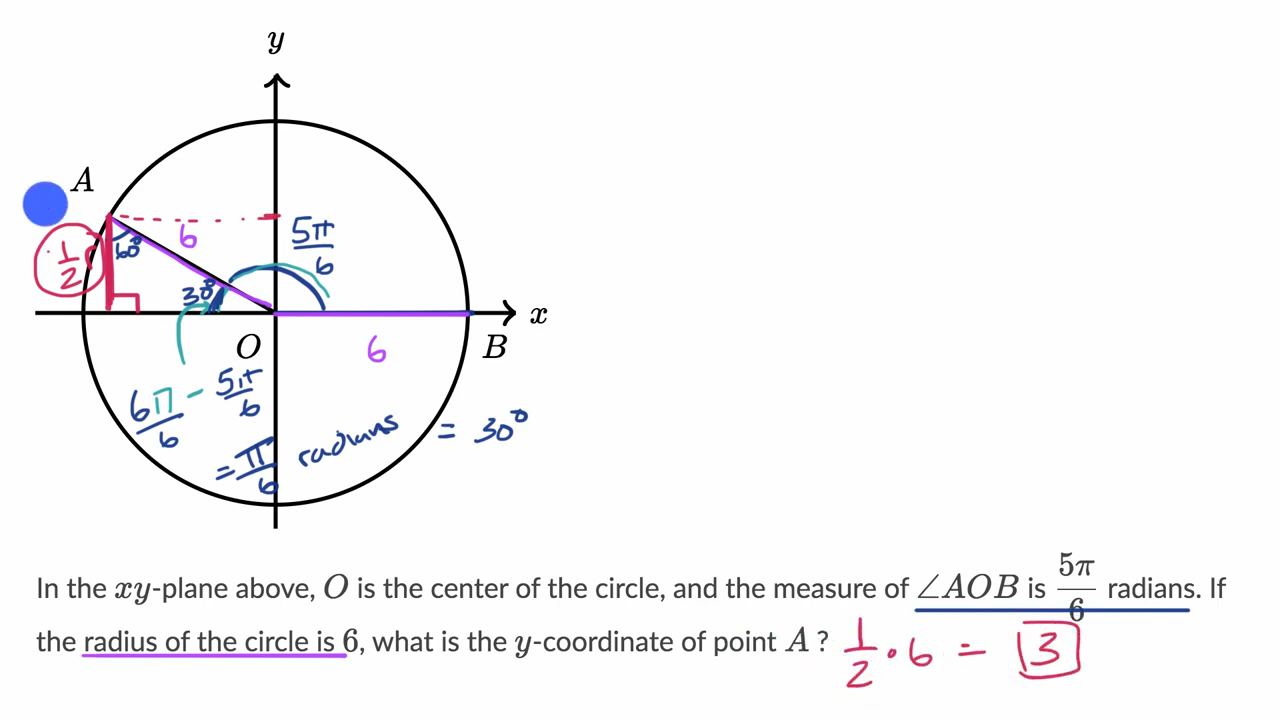 y
A
6
5π/6
60°
1/2 r
30°
x
O
6
B
6π/6 - 5π/6
= π/6 radians = 30°
In the xy-plane above, O is the center of the circle, and the measure of ∠AOB is 5π/6 radians. If
the radius of the circle is 6, what is the y-coordinate of point A ? 1/2 • 6 = 3